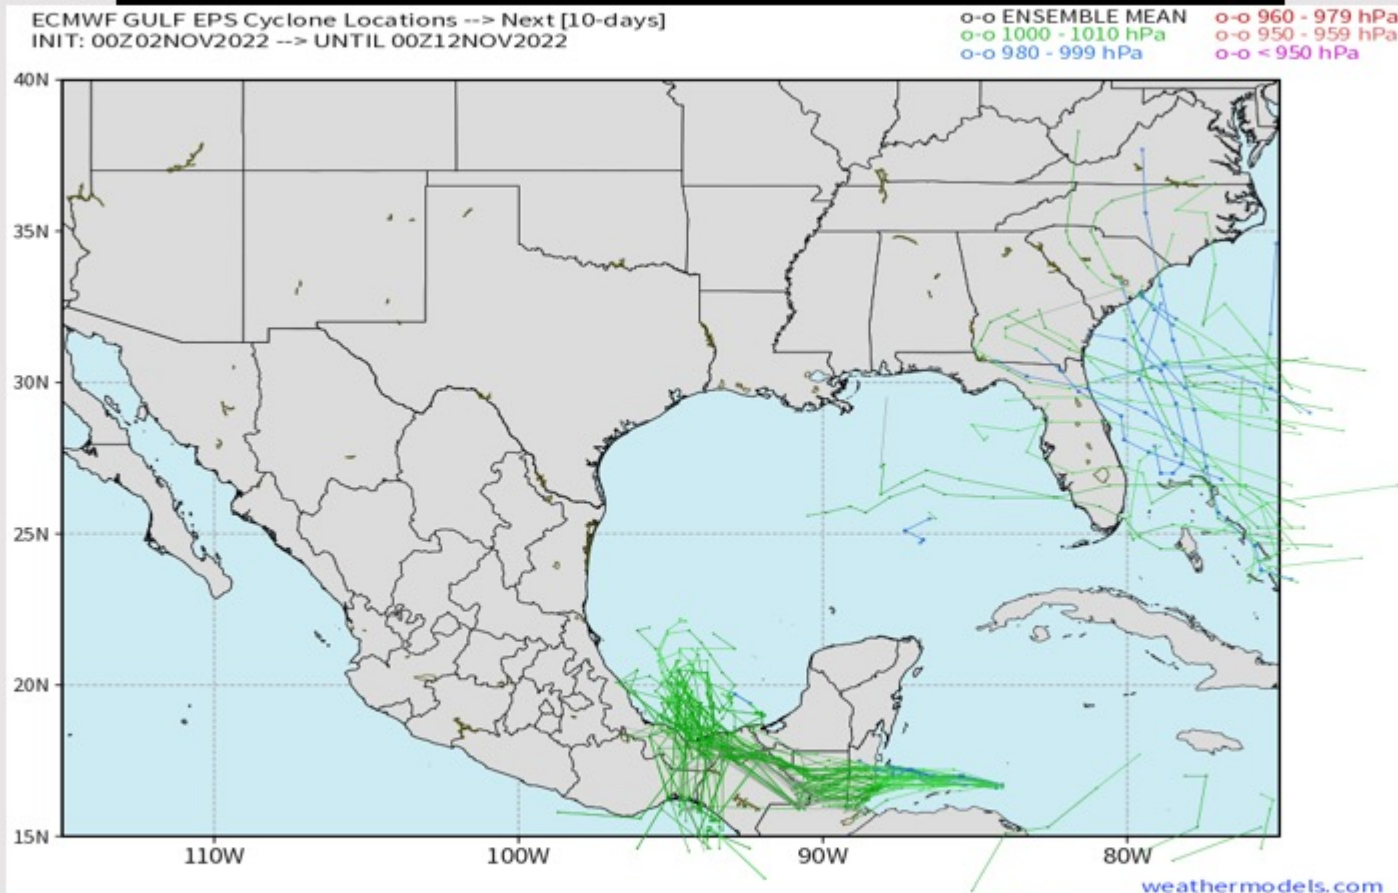 ECMWF GULF EPS Cyclone Locations --> Next [10-days]
INIT: 00Z02NOV2022 --> UNTIL 00Z12NOV2022
o-o ENSEMBLE MEAN
o-o 1000 - 1010 hPa
o-o 980 - 999 hPa
o-o 960 - 979 hPa
o-o 950 - 959 hPa
o-o < 950 hPa
40N
35N
30N
25N
20N
15N
110W 100W 90W 80W
weathermodels.com